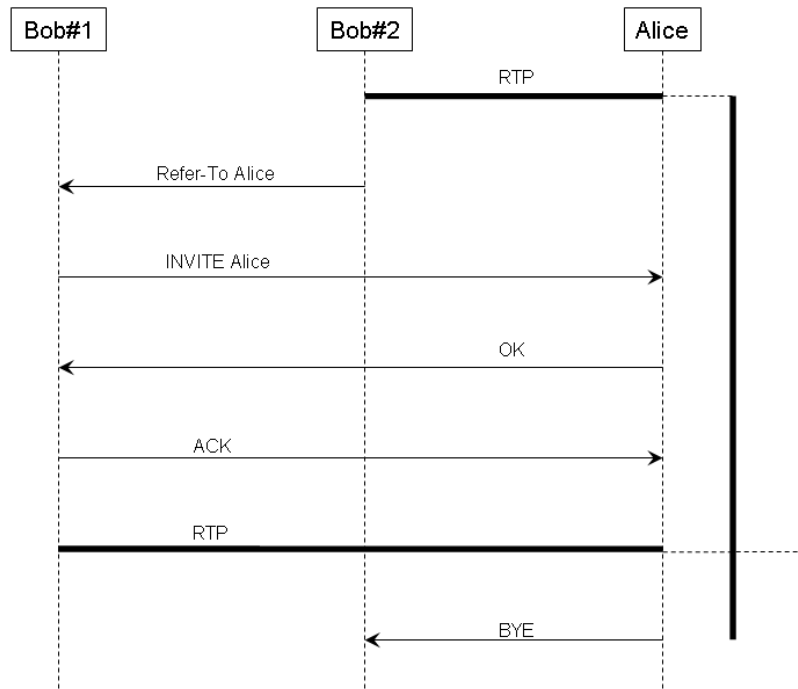 Bob#1
Bob#2
Alice
RTP
Refer-To Alice
INVITE Alice
OK
ACK
RTP
BYE